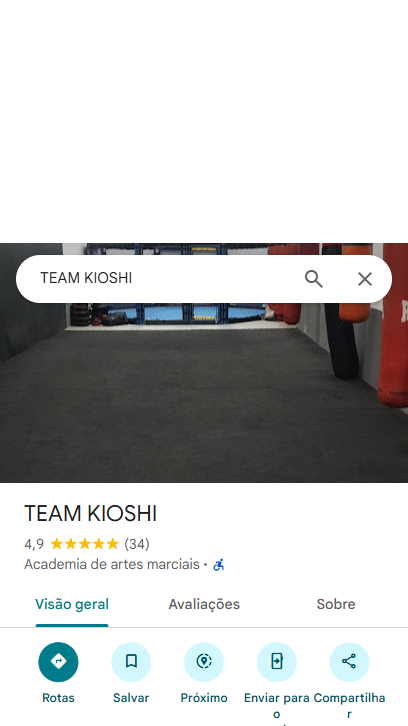 TEAM KIOSHI
TEAM KIOSHI
4,9 (34)
Academia de artes marciais ·
Visão geral Avaliações Sobre
Rotas Salvar Próximo Enviar para Compartilha
o r